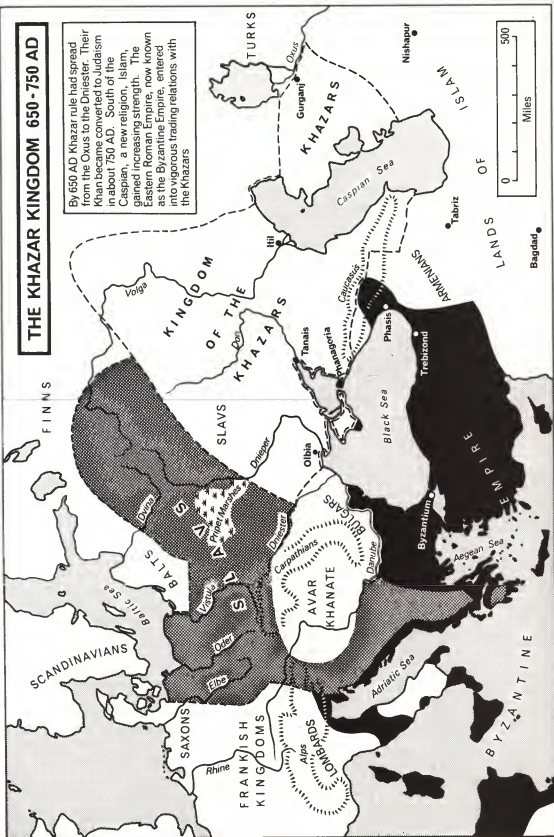 THE KHAZAR KINGDOM 650-750 AD
By 650 AD Khazar rule had spread
from the Oxus to the Dniester. Their
Khan became converted to Judaism
in about 750 AD. South of the
Caspian, a new religion, Islam,
gained increasing strength. The
Eastern Roman Empire, now known
as the Byzantine Empire, entered
into vigorous trading relations with
the Khazars
FINNS
TURKS
Oxus
Gurganj
KHAZARS
Nishapur
SCANDINAVIANS
Baltic Sea
BALTS
Dvina
Volga
KINGDOM
OF THE
KHAZARS
Itil
Caspian Sea
ISLAM
OF
LANDS
500
0
Miles
SAXONS
Elbe
Oder
Vistula
SLAVS
Pripet Marshes
SLAVS
Don
Dnieper
Dniester
Tanais
Phanagoria
Olbia
Caucasus
Tabriz
ARMENIANS
Bagdad
Rhine
FRANKISH
KINGDOMS
Alps
LOMBARDS
AVAR
KHANATE
Carpathians
BULGARS
Danube
Black Sea
Phasis
Trebizond
Byzantium
Adriatic Sea
Aegean Sea
BYZANTINE
EMPIRE